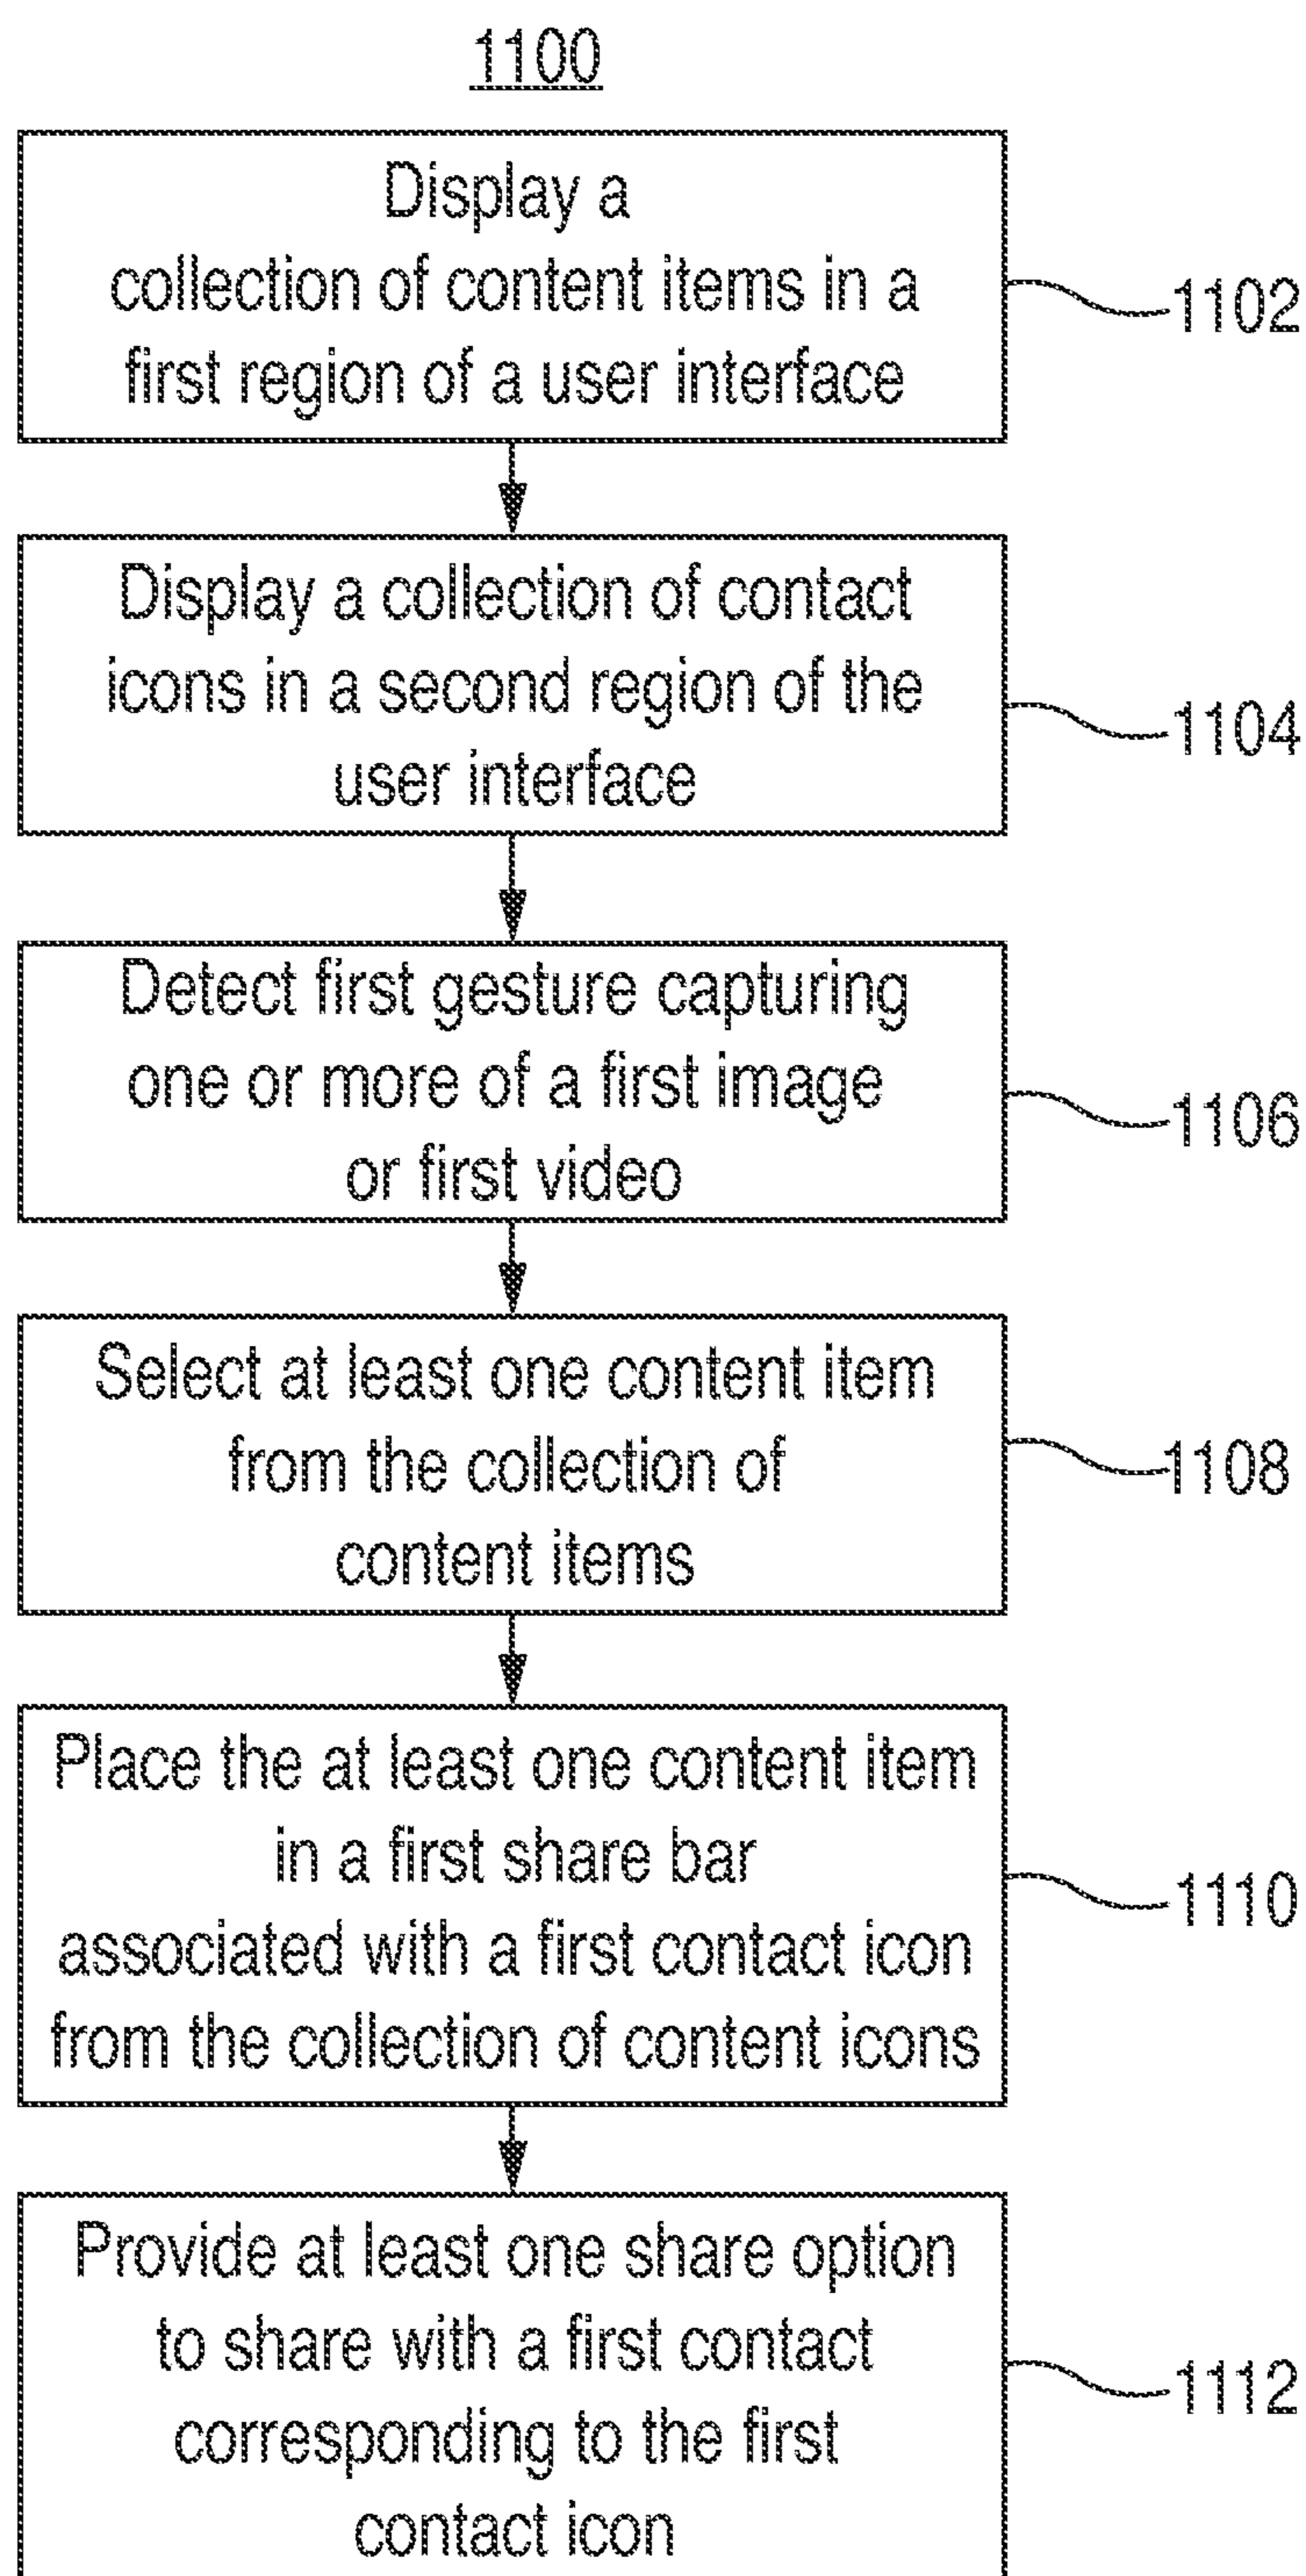 1100
Display a
collection of content items in a
first region of a user interface
1102
Display a collection of contact
icons in a second region of the
user interface
1104
Detect first gesture capturing
one or more of a first image
or first video
1106
Select at least one content item
from the collection of
content items
1108
Place the at least one content item
in a first share bar
associated with a first contact icon
from the collection of content icons
1110
Provide at least one share option
to share with a first contact
corresponding to the first
contact icon
1112